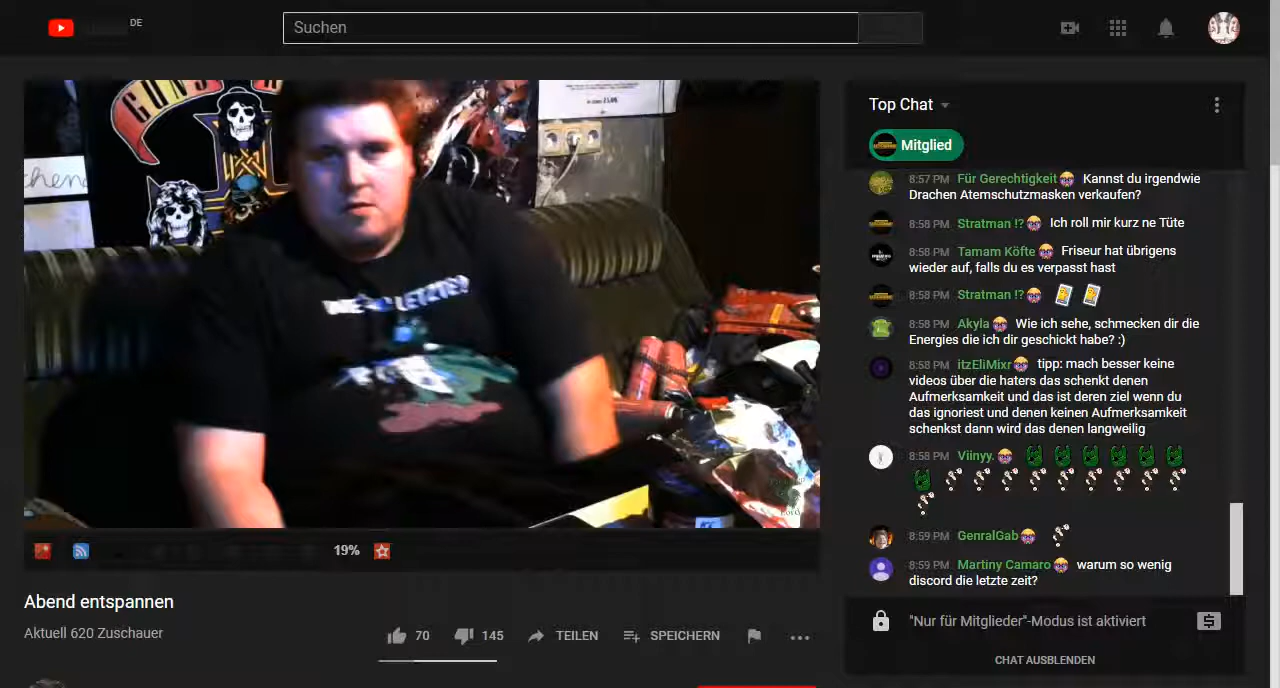 DE
Suchen
GUNS
chen
Top Chat
Mitglied
8:57 PM Für Gerechtigkeit Kannst du irgendwie
Drachen Atemschutzmasken verkaufen?
8:58 PM Stratman !? Ich roll mir kurz ne Tüte
8:58 PM Tamam Köfte Friseur hat übrigens
wieder auf, falls du es verpasst hast
8:58 PM Stratman !?
8:58 PM Akyla Wie ich sehe, schmecken dir die
Energies die ich dir geschickt habe? :)
8:58 PM itzEliMixr tipp: mach besser keine
videos über die haters das schenkt denen
Aufmerksamkeit und das ist deren ziel wenn du
das ignoriest und denen keinen Aufmerksamkeit
schenkst dann wird das denen langweilig
8:58 PM Viinyy.
8:59 PM GenralGab
8:59 PM Martiny Camaro warum so wenig
discord die letzte zeit?
19%
Abend entspannen
Aktuell 620 Zuschauer
70 145 TEILEN SPEICHERN
"Nur für Mitglieder"-Modus ist aktiviert
CHAT AUSBLENDEN